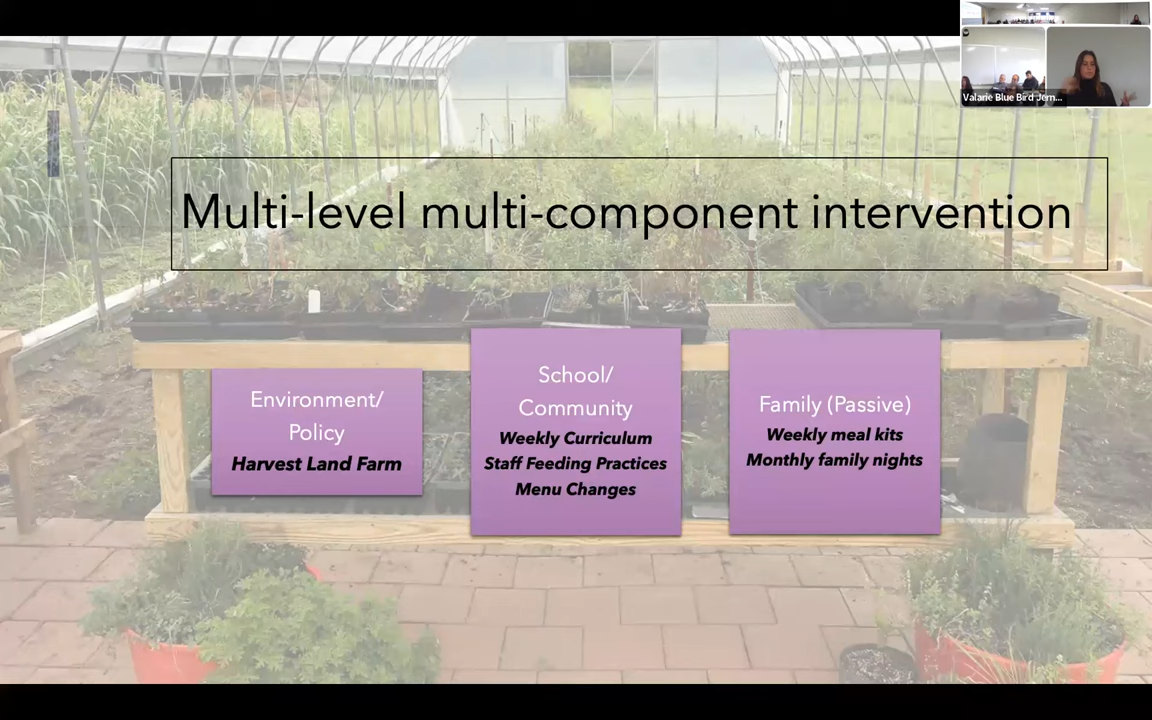 Valarie Blue Bird Jern...
Multi-level multi-component intervention
Environment/
Policy
Harvest Land Farm
School/
Community
Weekly Curriculum
Staff Feeding Practices
Menu Changes
Family (Passive)
Weekly meal kits
Monthly family nights